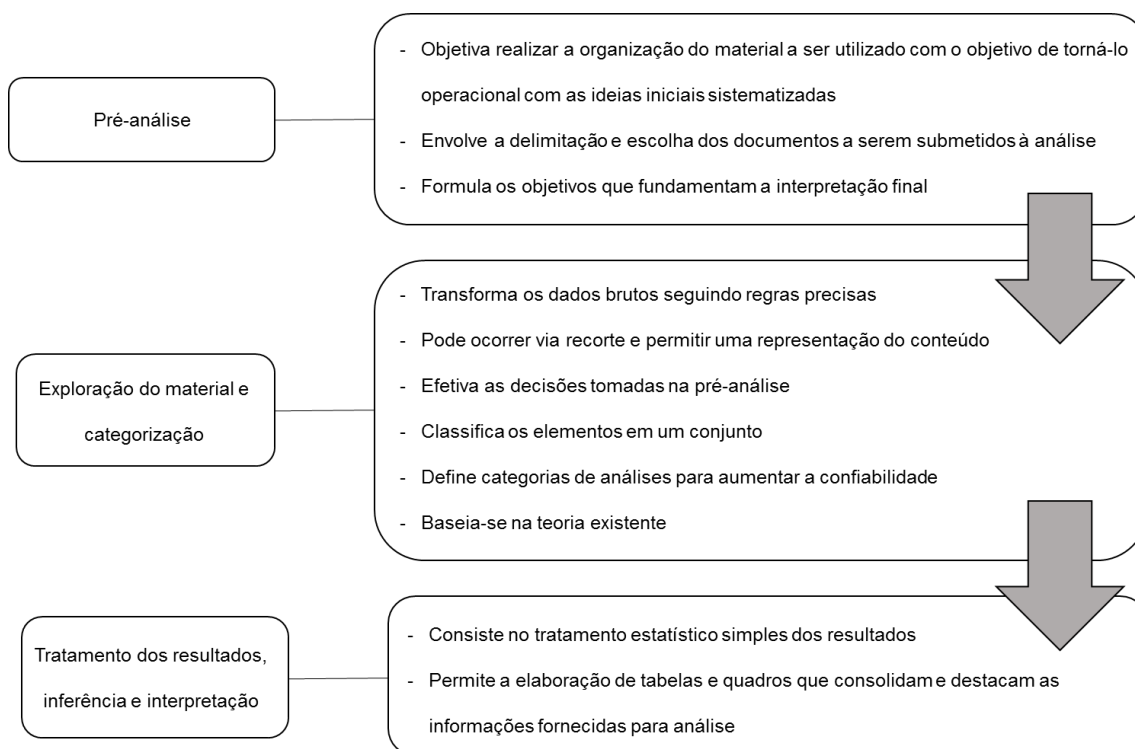 Pré-análise
- Objetiva realizar a organização do material a ser utilizado com o objetivo de torná-lo
operacional com as ideias iniciais sistematizadas
- Envolve a delimitação e escolha dos documentos a serem submetidos à análise
- Formula os objetivos que fundamentam a interpretação final
Exploração do material e
categorização
- Transforma os dados brutos seguindo regras precisas
- Pode ocorrer via recorte e permitir uma representação do conteúdo
- Efetiva as decisões tomadas na pré-análise
- Classifica os elementos em um conjunto
- Define categorias de análises para aumentar a confiabilidade
- Baseia-se na teoria existente
Tratamento dos resultados,
inferência e interpretação
- Consiste no tratamento estatístico simples dos resultados
- Permite a elaboração de tabelas e quadros que consolidam e destacam as
informações fornecidas para análise